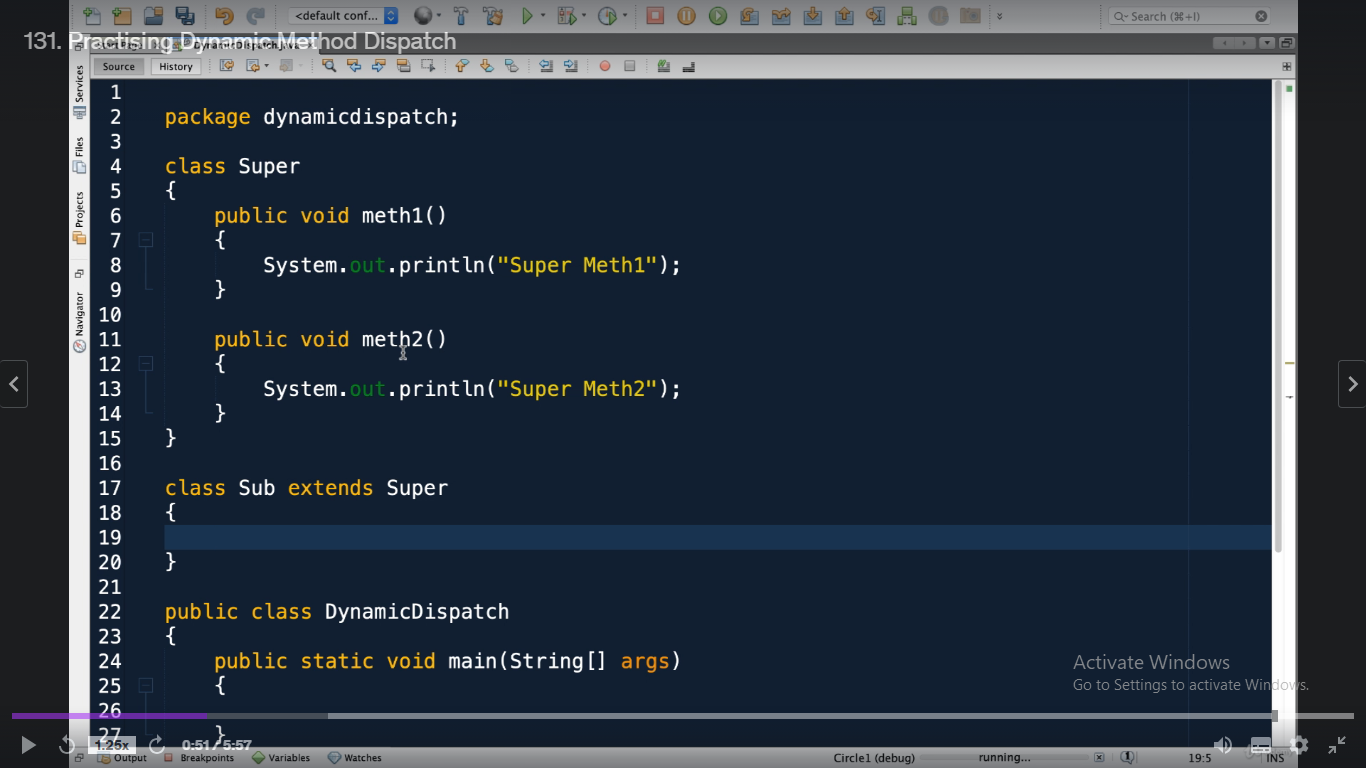 <default conf...
Search (⌘+I)
131. Practising Dynamic Method Dispatch
Source History
Services
Files
Projects
Navigator
1
2 package dynamicdispatch;
3
4 class Super
5 {
6 public void meth1()
7 {
8 System.out.println("Super Meth1");
9 }
10
11 public void meth2()
12 {
13 System.out.println("Super Meth2");
14 }
15 }
16
17 class Sub extends Super
18 {
19
20 }
21
22 public class DynamicDispatch
23 {
24 public static void main(String[] args)
25 {
26
27 }
Activate Windows
Go to Settings to activate Windows.
1.25x 0:51 / 5:57
Output Breakpoints Variables Watches Circle1 (debug) running... 1 19:5 INS